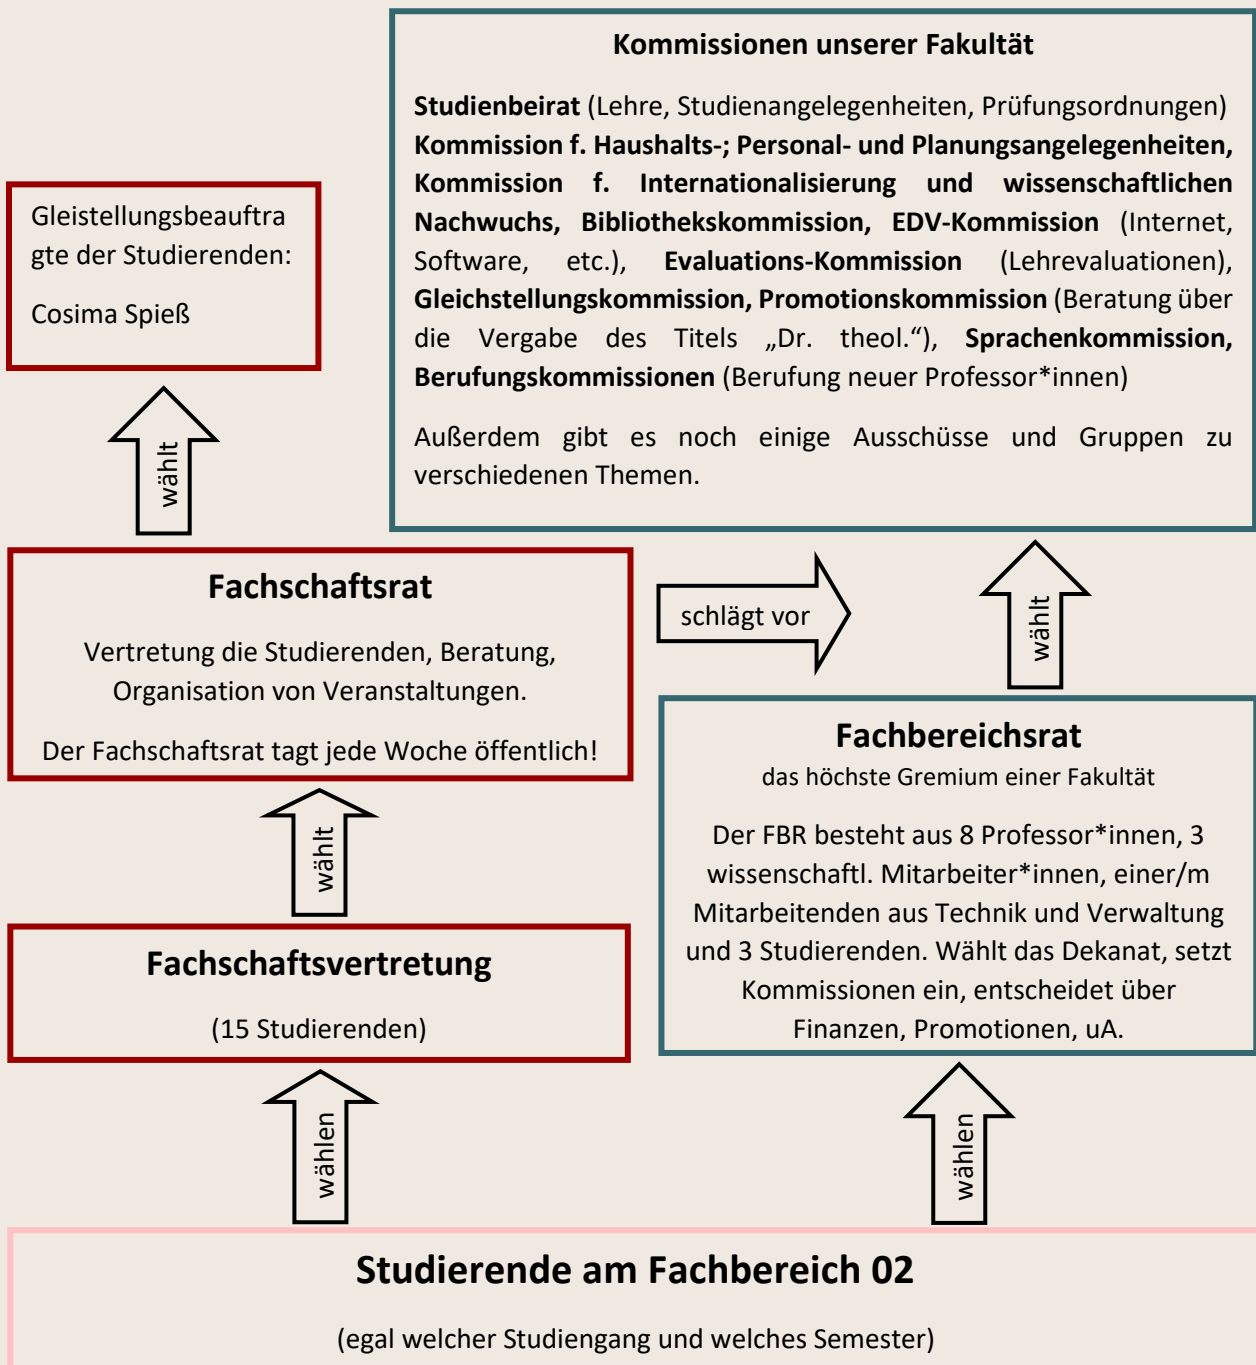 Kommissionen unserer Fakultät
Studienbeirat (Lehre, Studienangelegenheiten, Prüfungsordnungen)
Kommission f. Haushalts-; Personal- und Planungsangelegenheiten,
Kommission f. Internationalisierung und wissenschaftlichen
Nachwuchs, Bibliothekskommission, EDV-Kommission (Internet,
Software, etc.), Evaluations-Kommission (Lehrevaluationen),
Gleichstellungskommission, Promotionskommission (Beratung über
die Vergabe des Titels „Dr. theol.“), Sprachenkommission,
Berufungskommissionen (Berufung neuer Professor*innen)
Außerdem gibt es noch einige Ausschüsse und Gruppen zu
verschiedenen Themen.
Gleistellungsbeauftra
gte der Studierenden:
Cosima Spieß
wählt
Fachschaftsrat
Vertretung die Studierenden, Beratung,
Organisation von Veranstaltungen.
Der Fachschaftsrat tagt jede Woche öffentlich!
schlägt vor
wählt
Fachbereichsrat
das höchste Gremium einer Fakultät
Der FBR besteht aus 8 Professor*innen, 3
wissenschaftl. Mitarbeiter*innen, einer/m
Mitarbeitenden aus Technik und Verwaltung
und 3 Studierenden. Wählt das Dekanat, setzt
Kommissionen ein, entscheidet über
Finanzen, Promotionen, uA.
wählt
Fachschaftsvertretung
(15 Studierenden)
wählen
wählen
Studierende am Fachbereich 02
(egal welcher Studiengang und welches Semester)